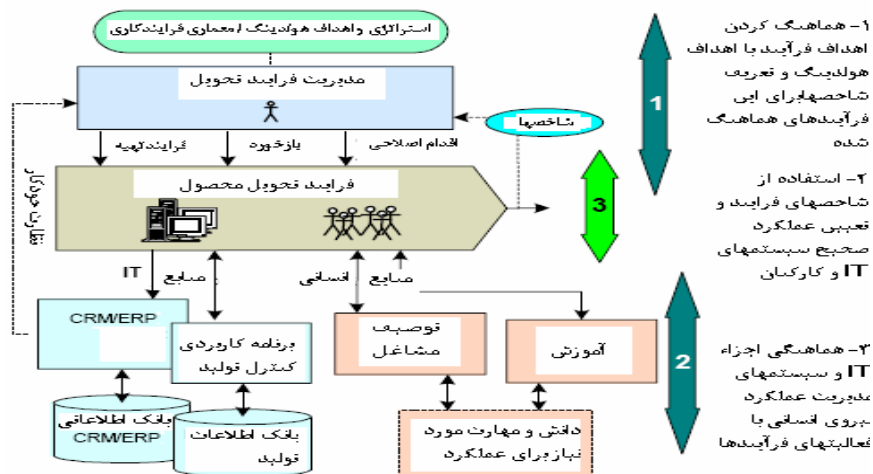 استراتژی و اهداف هولدینگ / معماری فرایندکاری
مدیریت فرایند تحویل
شاخصها
فرایندتهیه
بازخورد
اقدام اصلاحی
فرایند تحویل محصول
نظارت خودکار
IT
منابع
انسانی
منابع
CRM/ERP
برنامه کاربردی
کنترل تولید
توصیف
مشاغل
آموزش
بانک اطلاعاتی
CRM/ERP
بانک اطلاعات
تولید
دانش و مهارت مورد
نیاز برای عملکرد
1
3
2
۱- هماهنگ کردن
اهداف فرآیند با اهداف
هولدینگ و تعریف
شاخصهابرای این
فرآیندهای هماهنگ
شده
۲- استفاده از
شاخصهای فرایند و
تعیین عملکرد
صحیح سیستمهای
IT و کارکنان
۳- هماهنگی اجزاء
IT و سیستمهای
مدیریت عملکرد
نیروی انسانی با
فعالیتهای فرآیندها